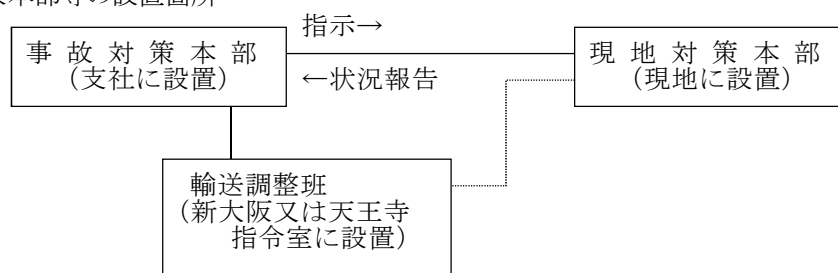 本部等の設置箇所
指示→
事故対策本部
(支社に設置)
←状況報告
現地対策本部
(現地に設置)
輸送調整班
(新大阪又は天王寺
指令室に設置)